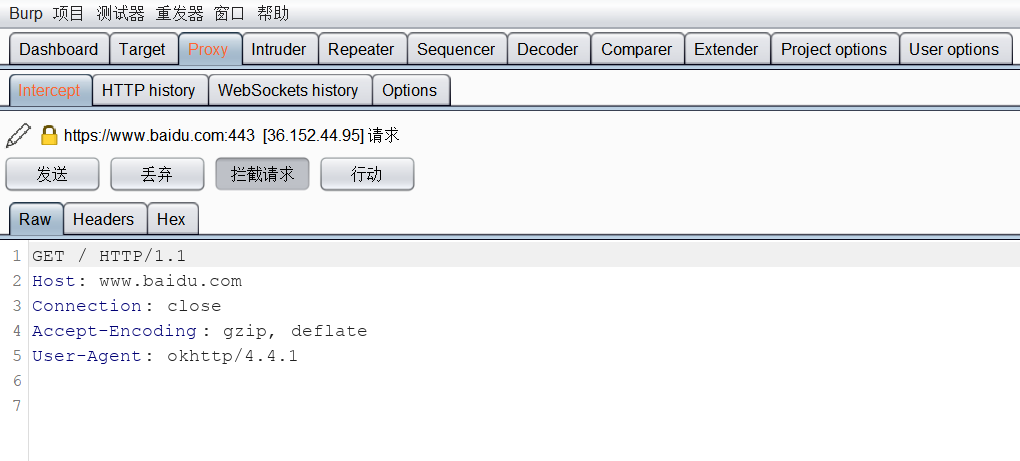 Burp 项目 测试器 重发器 窗口 帮助
Dashboard Target Proxy Intruder Repeater Sequencer Decoder Comparer Extender Project options User options
Intercept HTTP history WebSockets history Options
https://www.baidu.com:443 [36.152.44.95] 请求
发送 丢弃 拦截请求 行动
Raw Headers Hex
1 GET / HTTP/1.1
2 Host: www.baidu.com
3 Connection: close
4 Accept-Encoding: gzip, deflate
5 User-Agent: okhttp/4.4.1
6
7